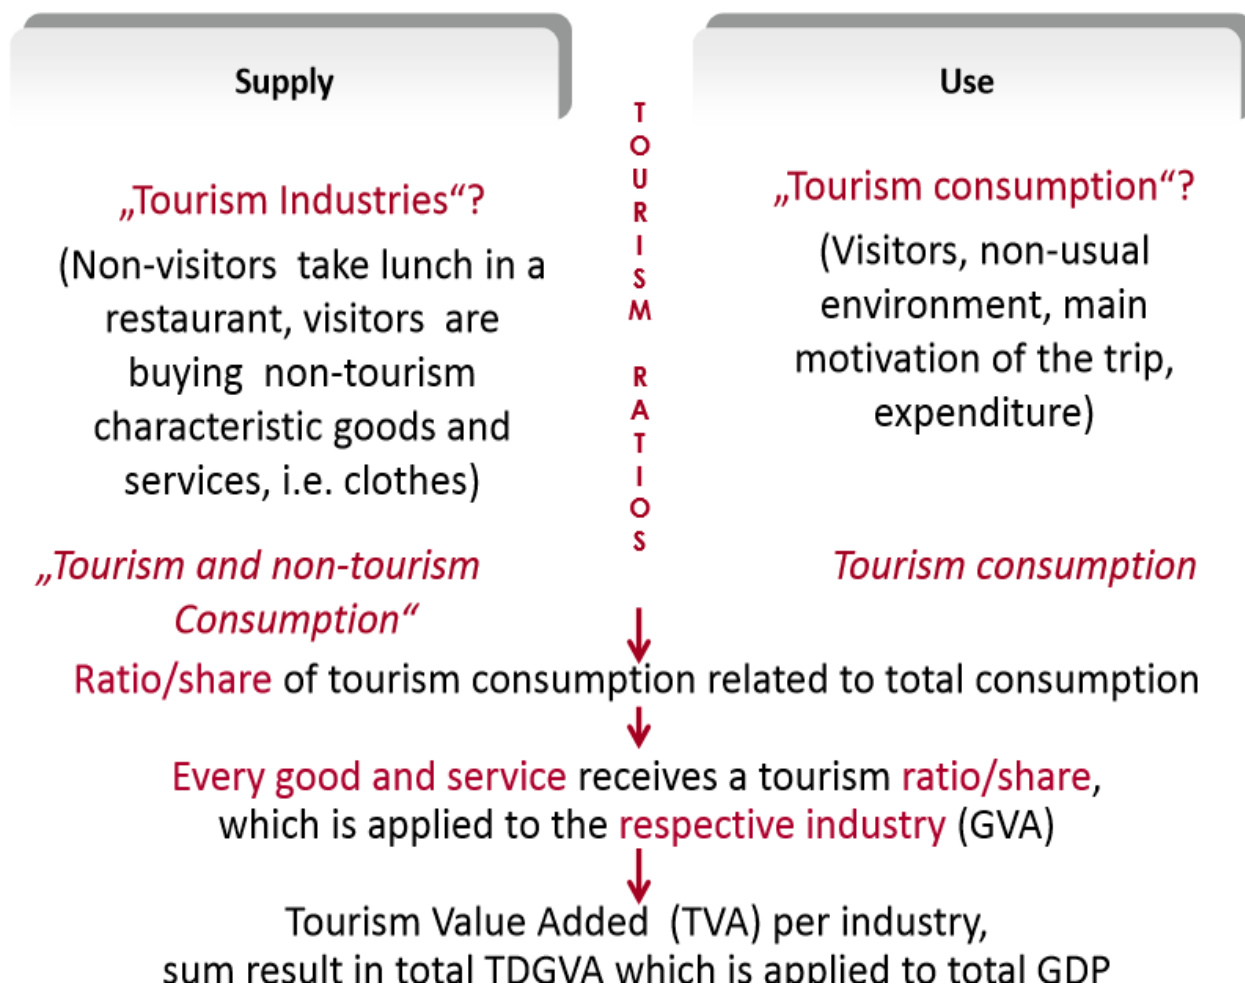 Supply
„Tourism Industries“?
(Non-visitors take lunch in a
restaurant, visitors are
buying non-tourism
characteristic goods and
services, i.e. clothes)
„Tourism and non-tourism
Consumption“
TOURISM RATIOS
Use
„Tourism consumption“?
(Visitors, non-usual
environment, main
motivation of the trip,
expenditure)
Tourism consumption
Ratio/share of tourism consumption related to total consumption
Every good and service receives a tourism ratio/share,
which is applied to the respective industry (GVA)
Tourism Value Added (TVA) per industry,
sum result in total TDGVA which is applied to total GDP